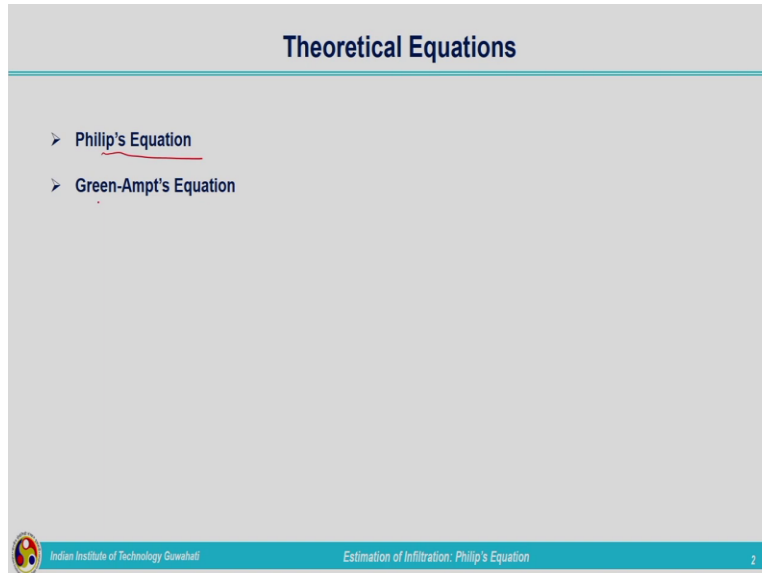 Theoretical Equations
➢ Philip's Equation
➢ Green-Ampt's Equation
Indian Institute of Technology Guwahati
Estimation of Infiltration: Philip's Equation
2